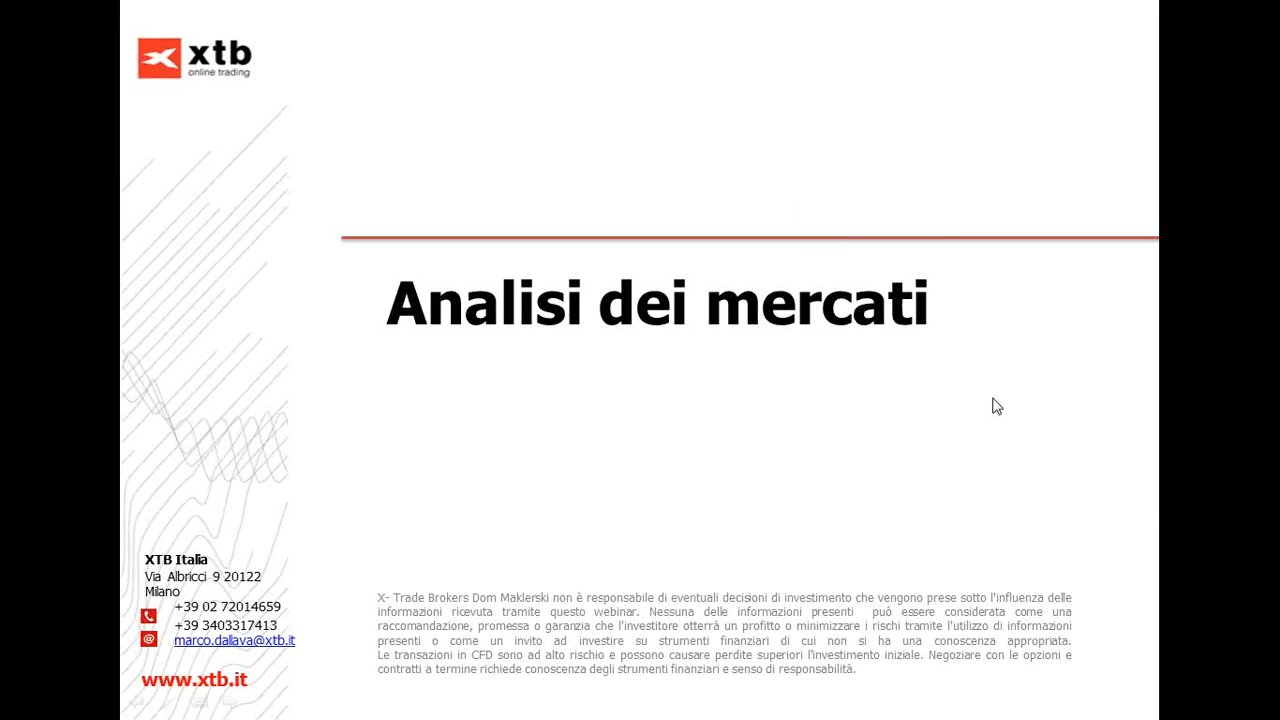 xtb
online trading
Analisi dei mercati
XTB Italia
Via Albricci 9 20122
Milano
+39 02 72014659
+39 3403317413
marco.dallava@xtb.it
www.xtb.it
X- Trade Brokers Dom Maklerski non è responsabile di eventuali decisioni di investimento che vengono prese sotto l'influenza delle
informazioni ricevuta tramite questo webinar. Nessuna delle informazioni presenti può essere considerata come una
raccomandazione, promessa o garanzia che l'investitore otterrà un profitto o minimizzare i rischi tramite l'utilizzo di informazioni
presenti o come un invito ad investire su strumenti finanziari di cui non si ha una conoscenza appropriata.
Le transazioni in CFD sono ad alto rischio e possono causare perdite superiori l'investimento iniziale. Negoziare con le opzioni e
contratti a termine richiede conoscenza degli strumenti finanziari e senso di responsabilità.